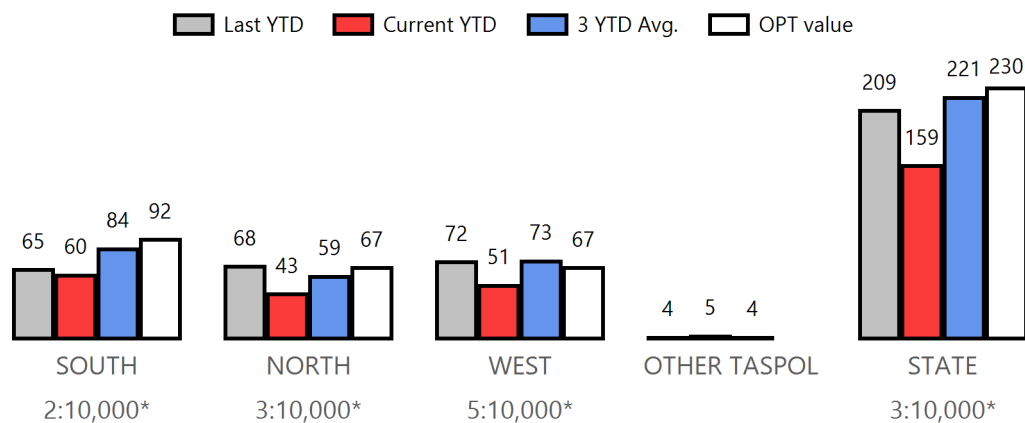 Last YTD Current YTD 3 YTD Avg. OPT value
65 60 84 92
68 43 59 67
72 51 73 67
4 5 4
209 159 221 230
SOUTH NORTH WEST OTHER TASPOL STATE
2:10,000* 3:10,000* 5:10,000* 3:10,000*